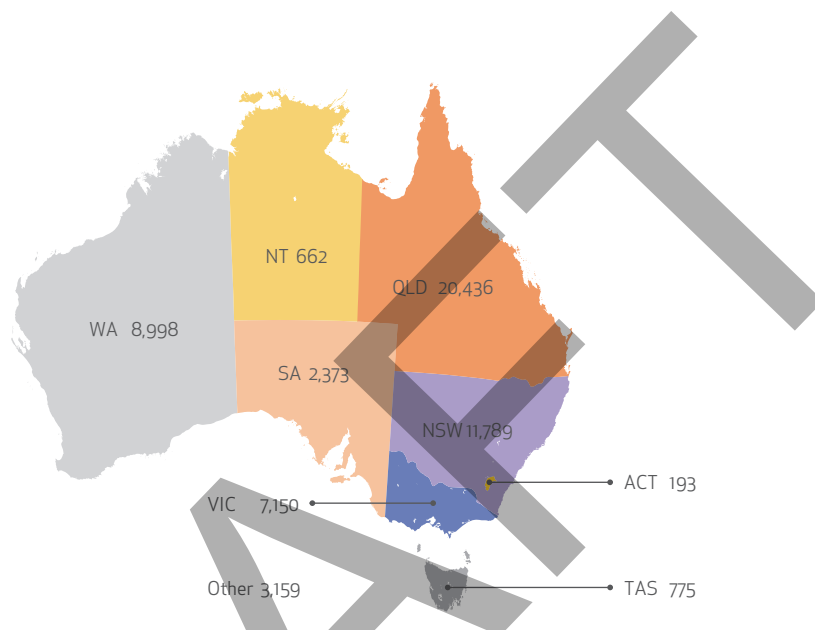 NT 662
QLD 20,436
WA 8,998
SA 2,373
NSW 11,789
ACT 193
VIC 7,150
Other 3,159
TAS 775